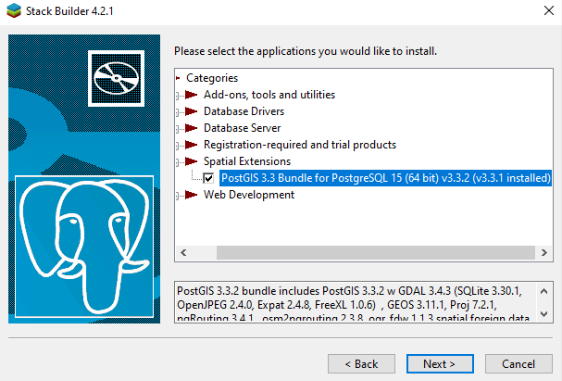 Stack Builder 4.2.1
Please select the applications you would like to install.
Categories
Add-ons, tools and utilities
Database Drivers
Database Server
Registration-required and trial products
Spatial Extensions
PostGIS 3.3 Bundle for PostgreSQL 15 (64 bit) v3.3.2 (v3.3.1 installed)
Web Development
PostGIS 3.3.2 bundle includes PostGIS 3.3.2 w GDAL 3.4.3 (SQLite 3.30.1,
OpenJPEG 2.4.0, Expat 2.4.8, FreeXL 1.0.6) , GEOS 3.11.1, Proj 7.2.1,
pgRouting 3.4.1, osm2pgrouting 2.3.8, ogr_fdw 1.1.3 spatial foreign data
< Back
Next >
Cancel